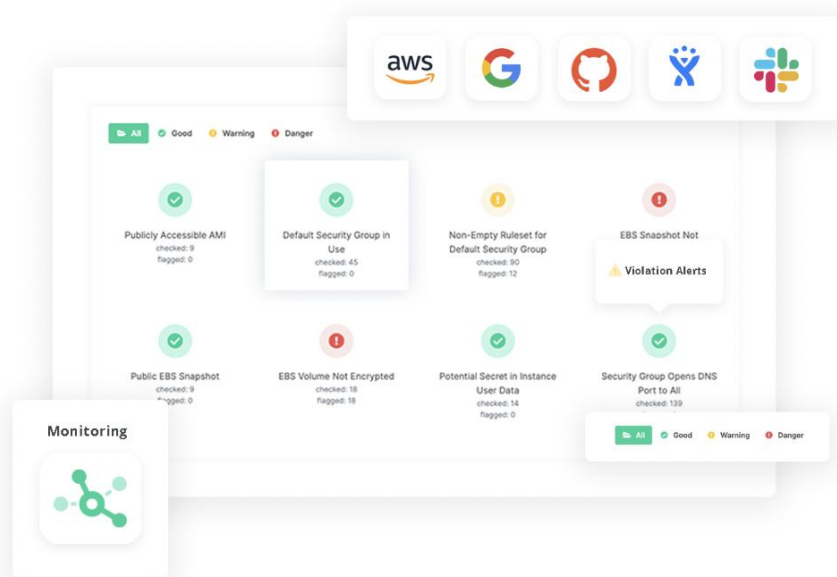 aws
All Good Warning Danger
Publicly Accessible AMI
checked: 9
flagged: 0
Default Security Group in
Use
checked: 45
flagged: 0
Non-Empty Ruleset for
Default Security Group
checked: 90
flagged: 12
EBS Snapshot Not
Violation Alerts
Public EBS Snapshot
checked: 9
flagged: 0
EBS Volume Not Encrypted
checked: 18
flagged: 18
Potential Secret in Instance
User Data
checked: 14
flagged: 0
Security Group Opens DNS
Port to All
checked: 139
All Good Warning Danger
Monitoring